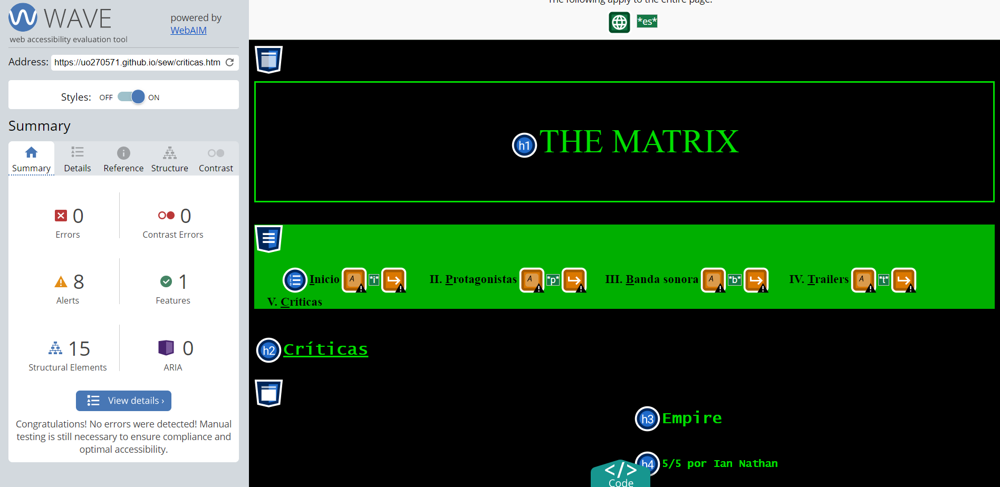 WAVE
powered by
WebAIM
web accessibility evaluation tool
Address: https://uo270571.github.io/sew/criticas.htm
Styles: OFF ON
Summary
Summary Details Reference Structure Contrast
0 0
Errors Contrast Errors
8 1
Alerts Features
15 0
Structural Elements ARIA
View details ›
Congratulations! No errors were detected! Manual
testing is still necessary to ensure compliance and
optimal accessibility.
The following apply to the entire page:
*es*
h1 THE MATRIX
Inicio A *i* II. Protagonistas A *p* III. Banda sonora A *b* IV. Trailers A *t*
V. Críticas
h2 Críticas
h3 Empire
h4 5/5 por Ian Nathan
</>
Code